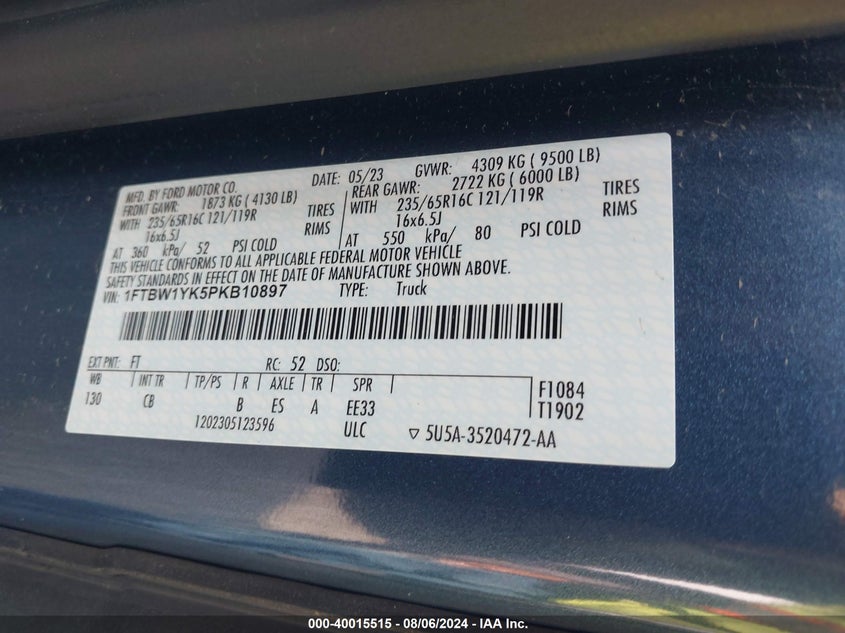 MFD. BY FORD MOTOR CO. DATE: 05/23 GVWR: 4309 KG ( 9500 LB)
FRONT GAWR: 1873 KG ( 4130 LB) REAR GAWR: 2722 KG ( 6000 LB)
WITH 235/65R16C 121/119R TIRES WITH 235/65R16C 121/119R TIRES
16x6.5J RIMS 16x6.5J RIMS
AT 360 kPa/ 52 PSI COLD AT 550 kPa/ 80 PSI COLD
THIS VEHICLE CONFORMS TO ALL APPLICABLE FEDERAL MOTOR VEHICLE
SAFETY STANDARDS IN EFFECT ON THE DATE OF MANUFACTURE SHOWN ABOVE.
VIN: 1FTBW1YK5PKB10897 TYPE: Truck
EXT PNT: FT RC: 52 DSO:
WB INT TR TP/PS R AXLE TR SPR F1084
130 CB B ES A EE33 T1902
1202305123596 ULC ▽ 5U5A-3520472-AA
000-40015515 - 08/06/2024 - IAA Inc.